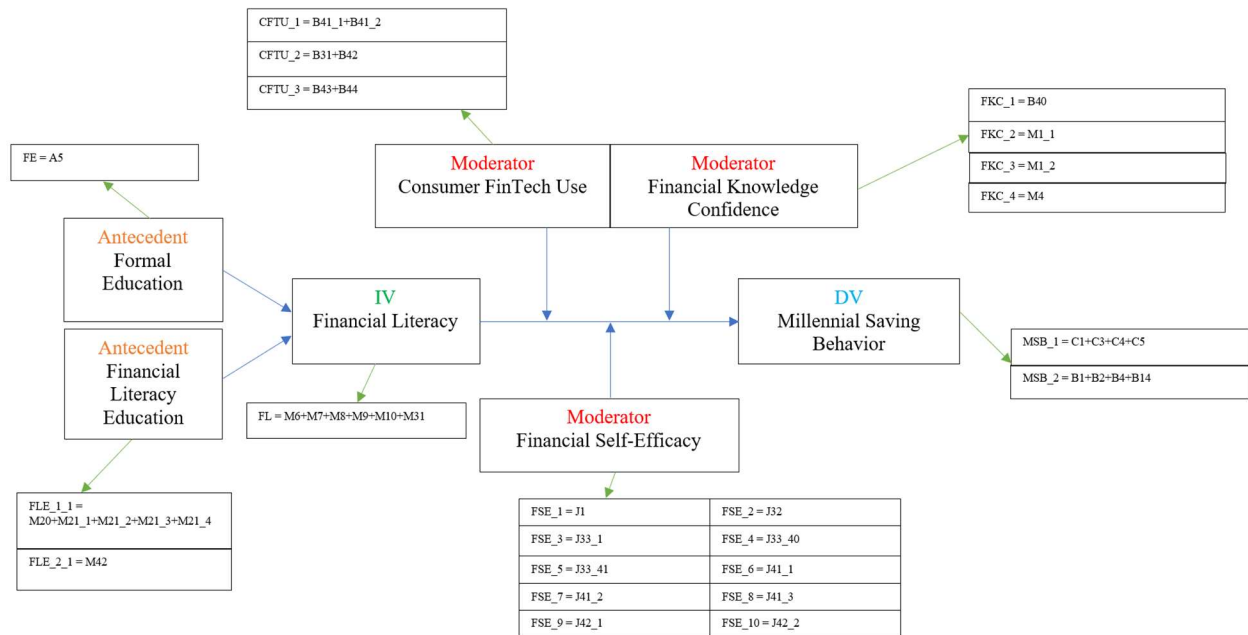 CFTU_1 = B41_1+B41_2
CFTU_2 = B31+B42
CFTU_3 = B43+B44
FKC_1 = B40
FKC_2 = M1_1
FKC_3 = M1_2
FKC_4 = M4
FE = A5
Moderator
Consumer FinTech Use
Moderator
Financial Knowledge
Confidence
Antecedent
Formal
Education
IV
Financial Literacy
DV
Millennial Saving
Behavior
Antecedent
Financial
Literacy
Education
MSB_1 = C1+C3+C4+C5
MSB_2 = B1+B2+B4+B14
FL = M6+M7+M8+M9+M10+M31
Moderator
Financial Self-Efficacy
FLE_1_1 =
M20+M21_1+M21_2+M21_3+M21_4
FLE_2_1 = M42
FSE_1 = J1
FSE_2 = J32
FSE_3 = J33_1
FSE_4 = J33_40
FSE_5 = J33_41
FSE_6 = J41_1
FSE_7 = J41_2
FSE_8 = J41_3
FSE_9 = J42_1
FSE_10 = J42_2